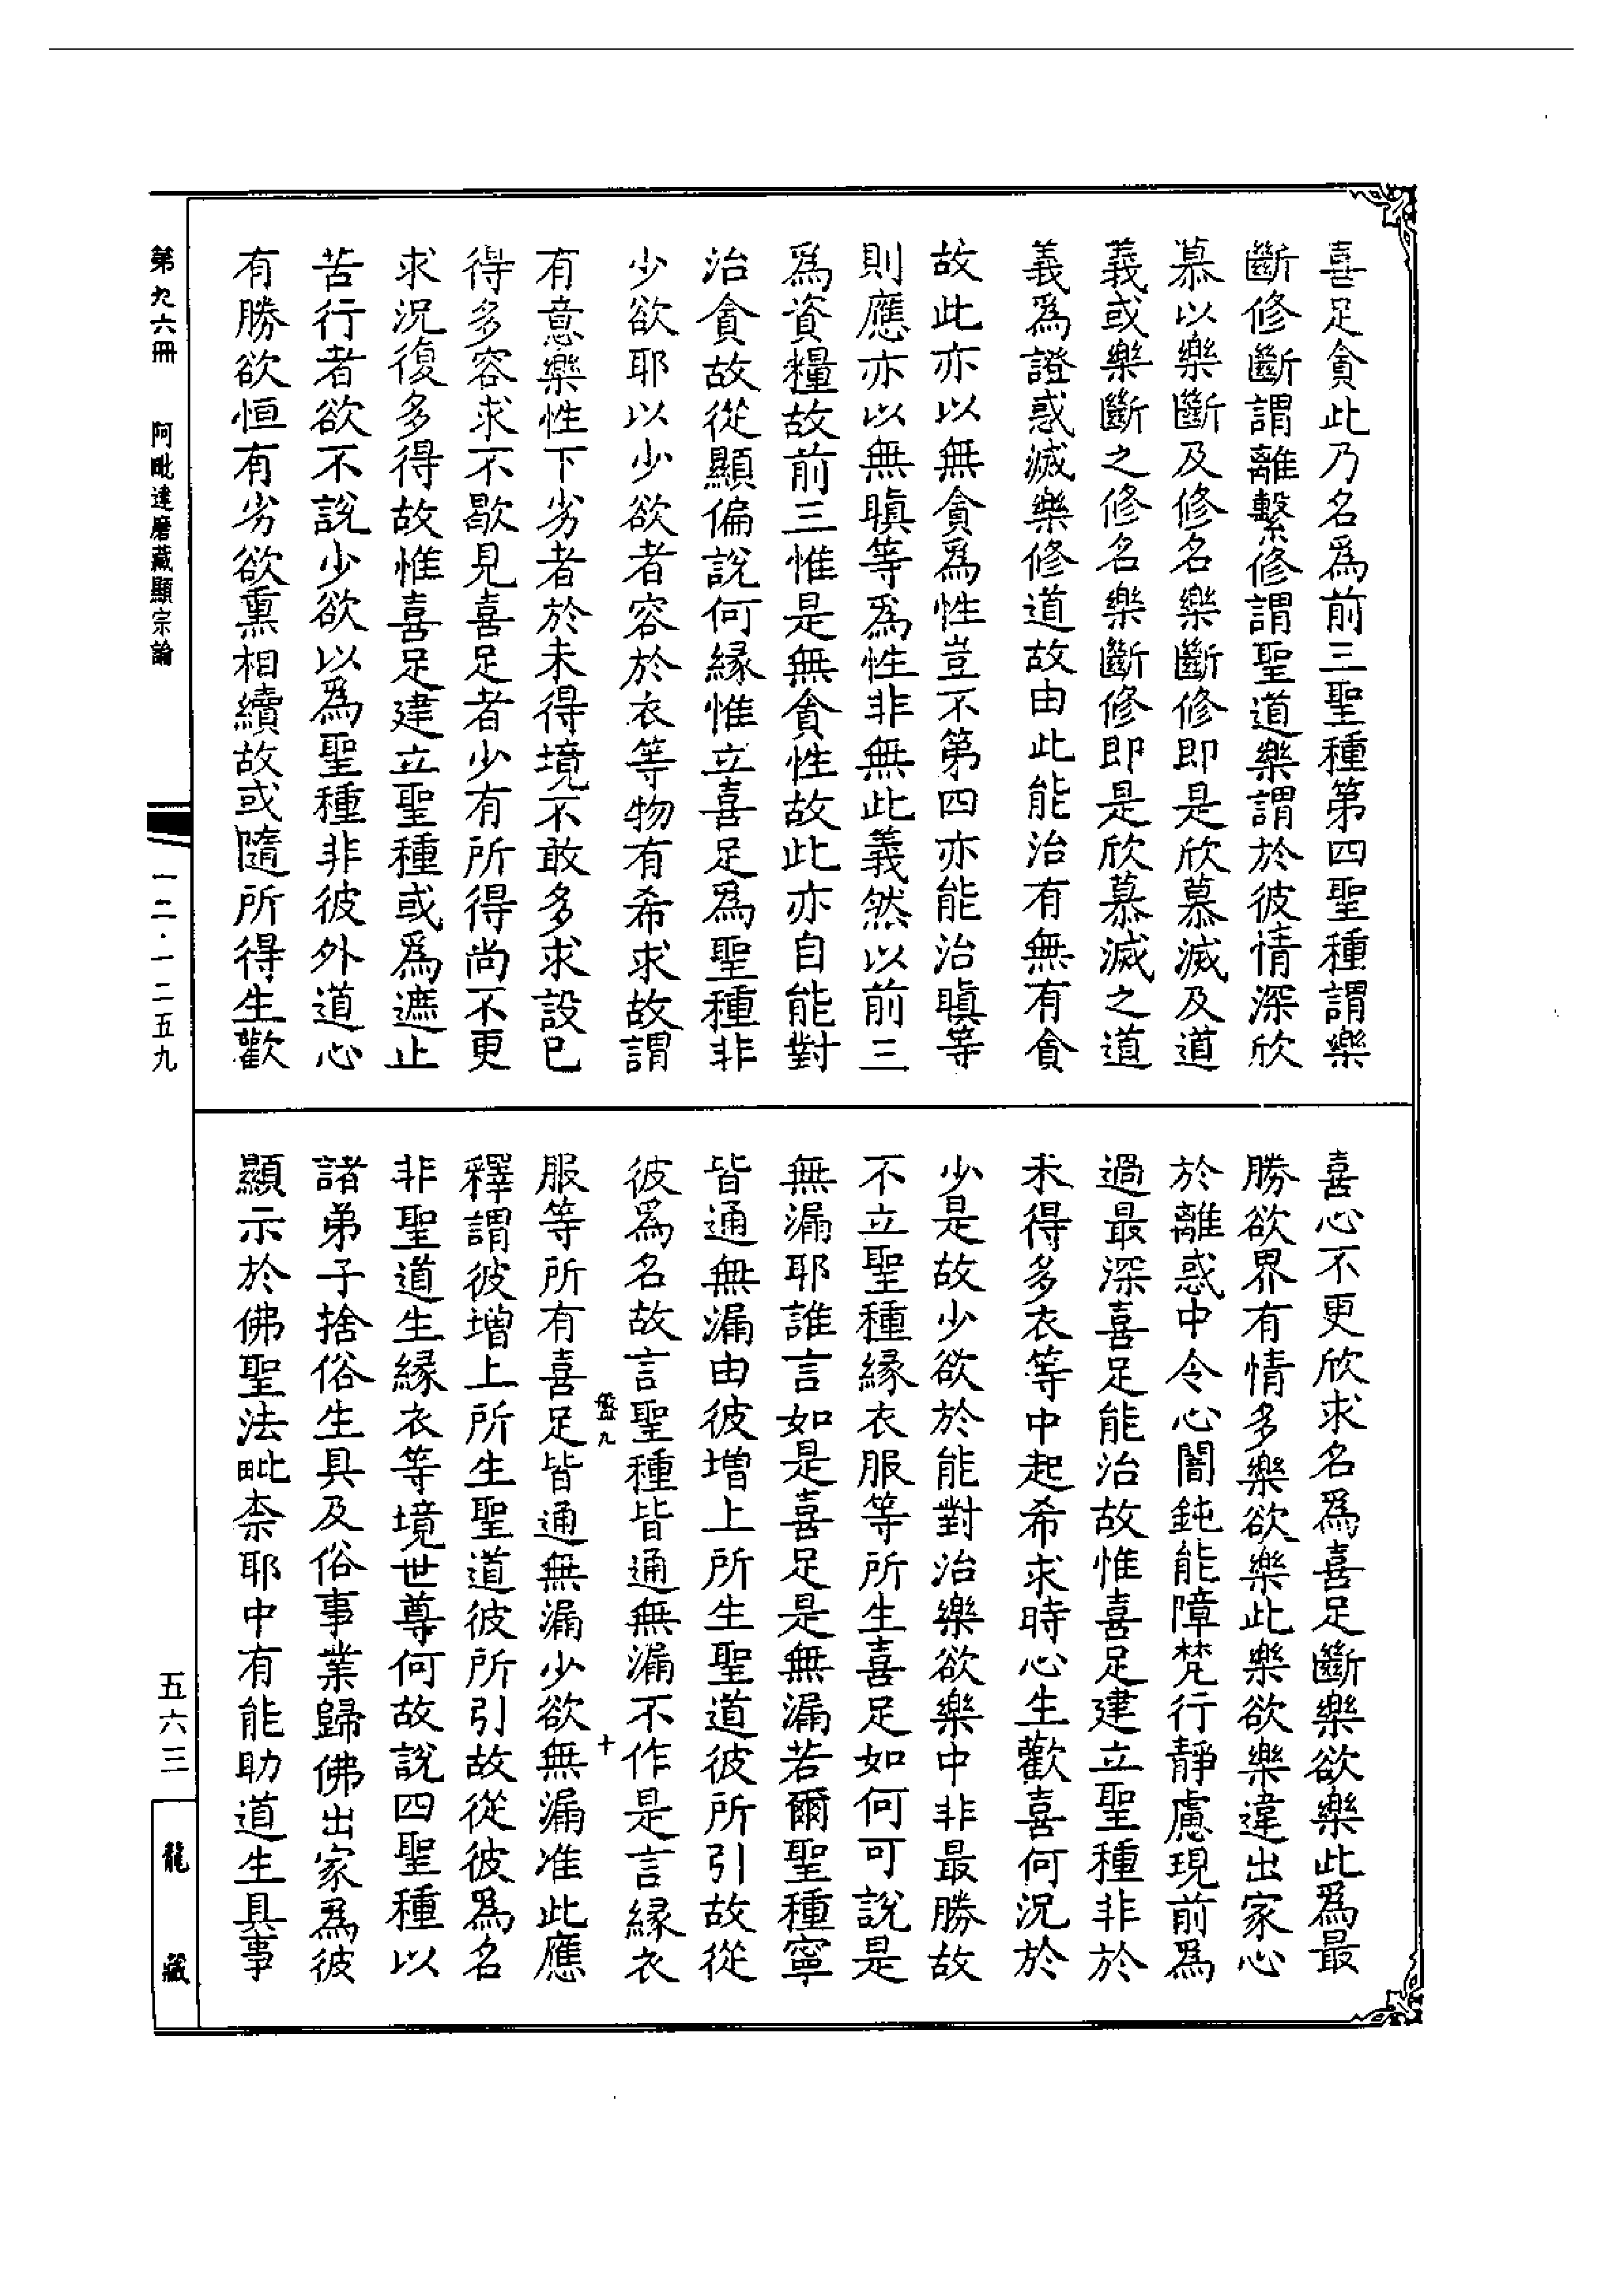 喜足貪此乃名爲前三聖種第四聖種謂樂
斷修斷謂離繫修謂聖道樂謂於彼情深欣
慕以樂斷及修名樂斷修即是欣慕滅及道
義或樂斷之修名樂斷修即是欣慕滅之道
義爲證惑滅樂修道故由此能治有無有貪
故此亦以無貪爲性豈不第四亦能治瞋等
則應亦以無瞋等爲性非無此義然以前三
爲資糧故前三惟是無貪性故此亦自能對
治貪故從顯偏說何緣惟立喜足爲聖種非
少欲耶以少欲者容於衣等物有希求故謂
有意樂性下劣者於未得境不敢多求設已
得多容求不歇見喜足者少有所得尚不更
求況復多得故惟喜足建立聖種或爲遮止
苦行者欲不說少欲以爲聖種非彼外道心
有勝欲恒有劣欲熏相續故或隨所得生歡
喜心不更欣求名爲喜足斷樂欲樂此爲最
勝欲界有情多樂欲樂此樂欲樂違出家心
於離惑中令心闇鈍能障梵行靜慮現前爲
過最深喜足能治故惟喜足建立聖種非於
未得多衣等中起希求時心生歡喜何況於
少是故少欲於能對治樂欲樂中非最勝故
不立聖種緣衣服等所生喜足如何可說是
無漏耶誰言如是喜足是無漏若爾聖種寧
皆通無漏由彼增上所生聖道彼所引故從
彼爲名故言聖種皆通無漏不作是言緣衣
盤九
十
服等所有喜足皆通無漏少欲無漏准此應
釋謂彼增上所生聖道彼所引故從彼爲名
非聖道生緣衣等境世尊何故說四聖種以
諸弟子捨俗生具及俗事業歸佛出家爲彼
顯示於佛聖法毗柰耶中有能助道生具事
第九六冊
阿毗達磨藏顯宗論
一二·一二五九
五六三
龍藏